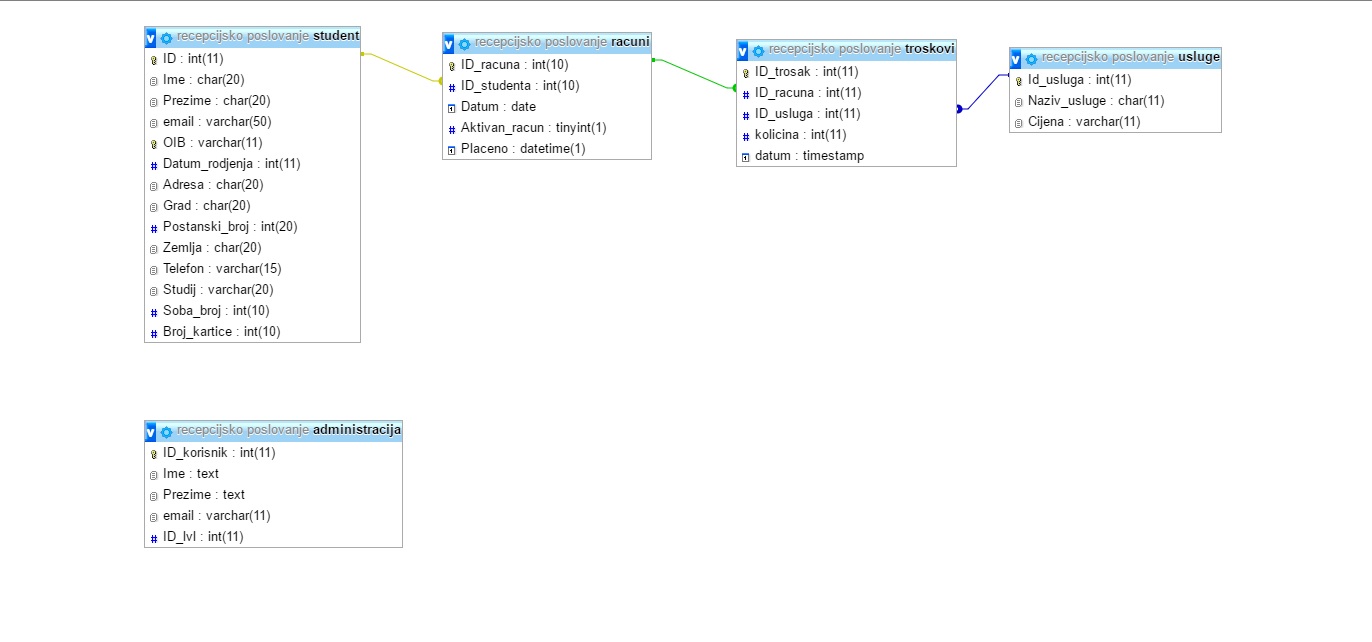 recepcijsko poslovanje student
ID : int(11)
Ime : char(20)
Prezime : char(20)
email : varchar(50)
OIB : varchar(11)
Datum_rodjenja : int(11)
Adresa : char(20)
Grad : char(20)
Postanski_broj : int(20)
Zemlja : char(20)
Telefon : varchar(15)
Studij : varchar(20)
Soba_broj : int(10)
Broj_kartice : int(10)
recepcijsko poslovanje racuni
ID_racuna : int(10)
ID_studenta : int(10)
Datum : date
Aktivan_racun : tinyint(1)
Placeno : datetime(1)
recepcijsko poslovanje troskovi
ID_trosak : int(11)
ID_racuna : int(11)
ID_usluga : int(11)
kolicina : int(11)
datum : timestamp
recepcijsko poslovanje usluge
Id_usluga : int(11)
Naziv_usluge : char(11)
Cijena : varchar(11)
recepcijsko poslovanje administracija
ID_korisnik : int(11)
Ime : text
Prezime : text
email : varchar(11)
ID_lvl : int(11)